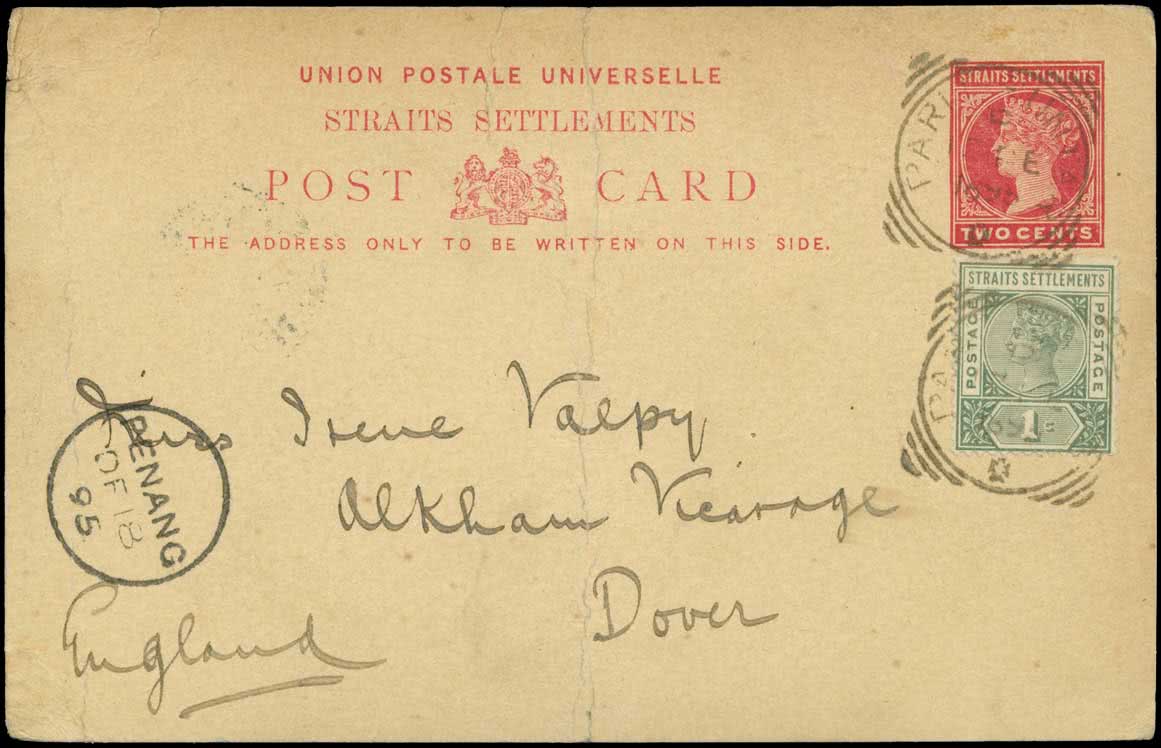 UNION POSTALE UNIVERSELLE
STRAITS SETTLEMENTS
POST CARD
THE ADDRESS ONLY TO BE WRITTEN ON THIS SIDE.
STRAITS SETTLEMENTS
TWO CENTS
STRAITS SETTLEMENTS
POSTAGE
POSTAGE
1
Miss Irene Valpy
Alkham Vicarage
Dover
England
PENANG
18
95